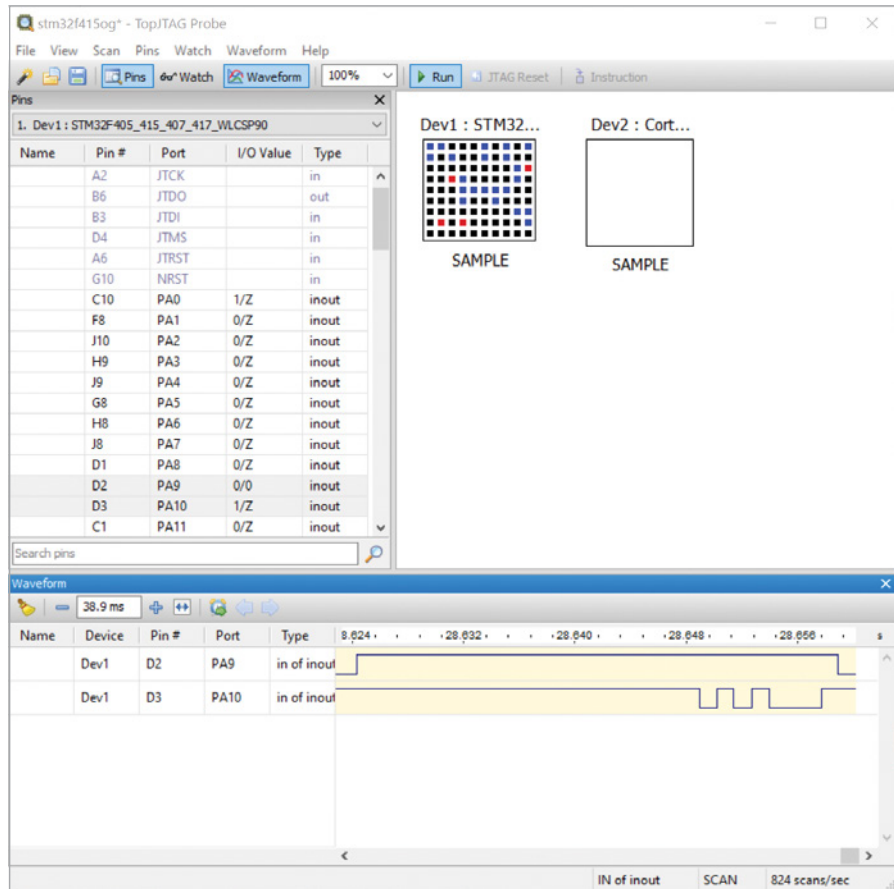 stm32f415og* - TopJTAG Probe
File View Scan Pins Watch Waveform Help
Pins Watch Waveform 100% Run JTAG Reset Instruction
Pins
1. Dev1 : STM32F405_415_407_417_WLCSP90
Name Pin # Port I/O Value Type
A2 JTCK in
B6 JTDO out
B3 JTDI in
D4 JTMS in
A6 JTRST in
G10 NRST in
C10 PA0 1/Z inout
F8 PA1 0/Z inout
J10 PA2 0/Z inout
H9 PA3 0/Z inout
J9 PA4 0/Z inout
G8 PA5 0/Z inout
H8 PA6 0/Z inout
J8 PA7 0/Z inout
D1 PA8 0/Z inout
D2 PA9 0/0 inout
D3 PA10 1/Z inout
C1 PA11 0/Z inout
Search pins
Dev1 : STM32... Dev2 : Cort...
SAMPLE SAMPLE
Waveform
38.9 ms
Name Device Pin # Port Type 8.624 28.632 28.640 28.648 28.656 s
Dev1 D2 PA9 in of inout
Dev1 D3 PA10 in of inout
IN of inout SCAN 824 scans/sec